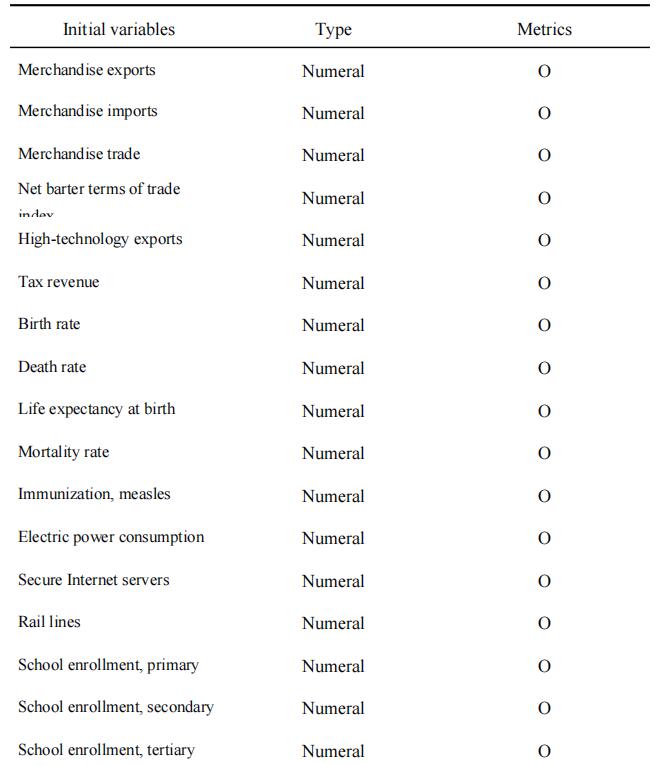 Initial variables Type Metrics
Merchandise exports Numeral O
Merchandise imports Numeral O
Merchandise trade Numeral O
Net barter terms of trade
index Numeral O
High-technology exports Numeral O
Tax revenue Numeral O
Birth rate Numeral O
Death rate Numeral O
Life expectancy at birth Numeral O
Mortality rate Numeral O
Immunization, measles Numeral O
Electric power consumption Numeral O
Secure Internet servers Numeral O
Rail lines Numeral O
School enrollment, primary Numeral O
School enrollment, secondary Numeral O
School enrollment, tertiary Numeral O